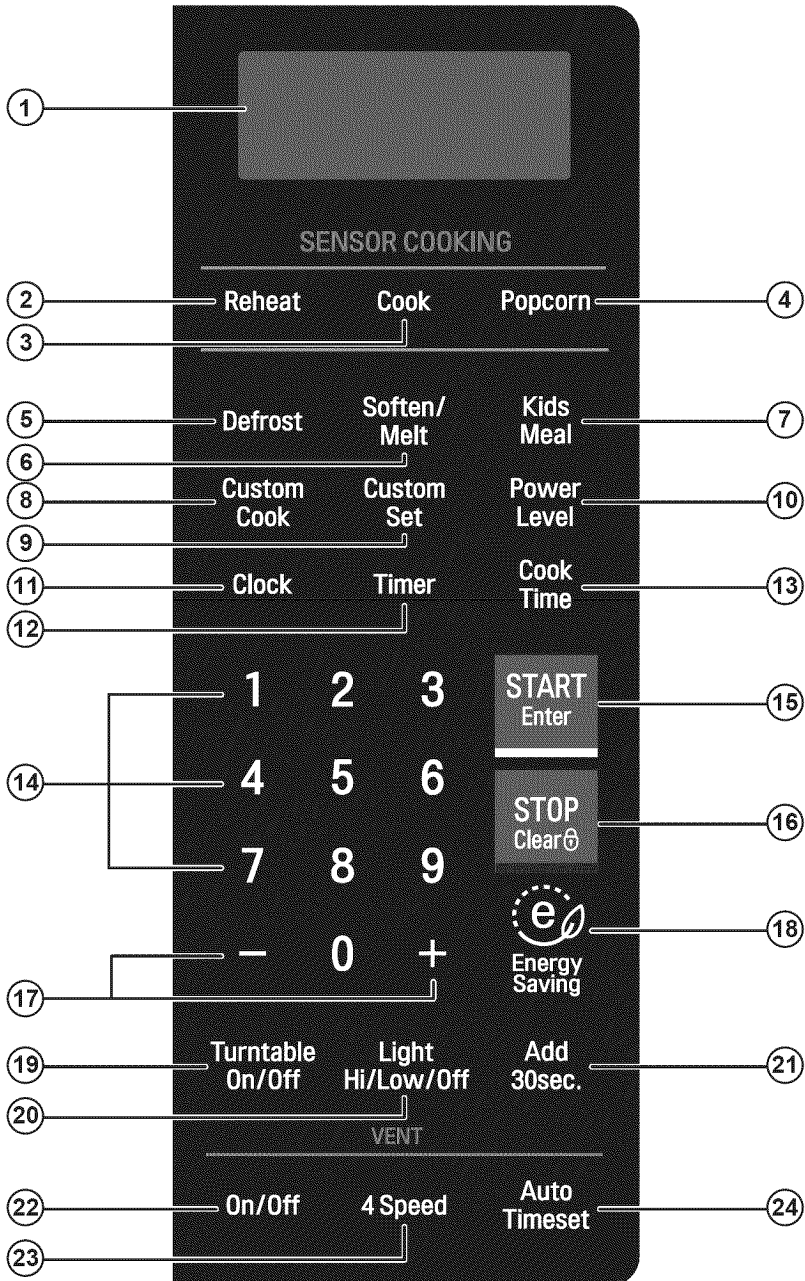 1
SENSOR COOKING
2 Reheat Cook Popcorn 4
3
5 Defrost Soften/
Melt Kids
Meal 7
6
8 Custom
Cook Custom
Set Power
Level 10
9
11 Clock Timer Cook
Time 13
12
1 2 3 START
Enter 15
14 4 5 6 STOP
Clear 16
7 8 9
e
Energy
Saving 18
− 0 +
17
19 Turntable
On/Off Light
Hi/Low/Off Add
30sec. 21
20
VENT
22 On/Off 4 Speed Auto
Timeset 24
23